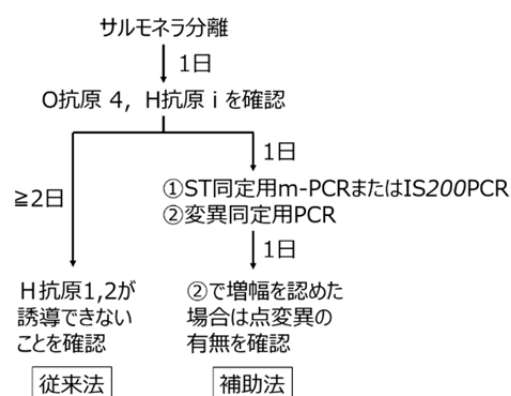 サルモネラ分離
1日
O抗原 4, H抗原 i を確認
1日
≧2日
①ST同定用m-PCRまたはIS200PCR
②変異同定用PCR
1日
H抗原1,2が
誘導できない
ことを確認
②で増幅を認めた
場合は点変異の
有無を確認
従来法
補助法